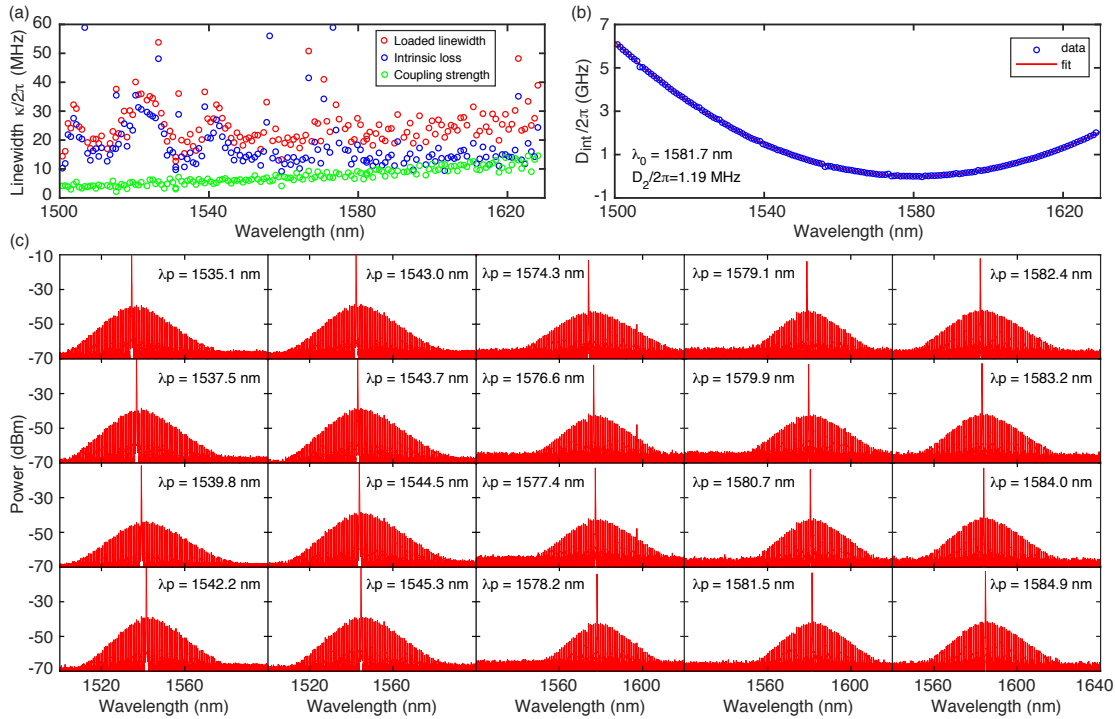 (a)
60
50
40
30
20
10
0
Linewidth κ/2π (MHz)
Loaded linewidth
Intrinsic loss
Coupling strength
1500 1540 1580 1620
Wavelength (nm)
(b)
7
5
3
1
-1
D_int/2π (GHz)
data
fit
λ_0 = 1581.7 nm
D_2/2π=1.19 MHz
1500 1540 1580 1620
Wavelength (nm)
(c)
Power (dBm)
-10
-30
-50
-70
λp = 1535.1 nm
λp = 1543.0 nm
λp = 1574.3 nm
λp = 1579.1 nm
λp = 1582.4 nm
-30
-50
-70
λp = 1537.5 nm
λp = 1543.7 nm
λp = 1576.6 nm
λp = 1579.9 nm
λp = 1583.2 nm
-30
-50
-70
λp = 1539.8 nm
λp = 1544.5 nm
λp = 1577.4 nm
λp = 1580.7 nm
λp = 1584.0 nm
-30
-50
-70
λp = 1542.2 nm
λp = 1545.3 nm
λp = 1578.2 nm
λp = 1581.5 nm
λp = 1584.9 nm
1520 1560
1520 1560
1560 1600
1560 1600
1560 1600 1640
Wavelength (nm)
Wavelength (nm)
Wavelength (nm)
Wavelength (nm)
Wavelength (nm)